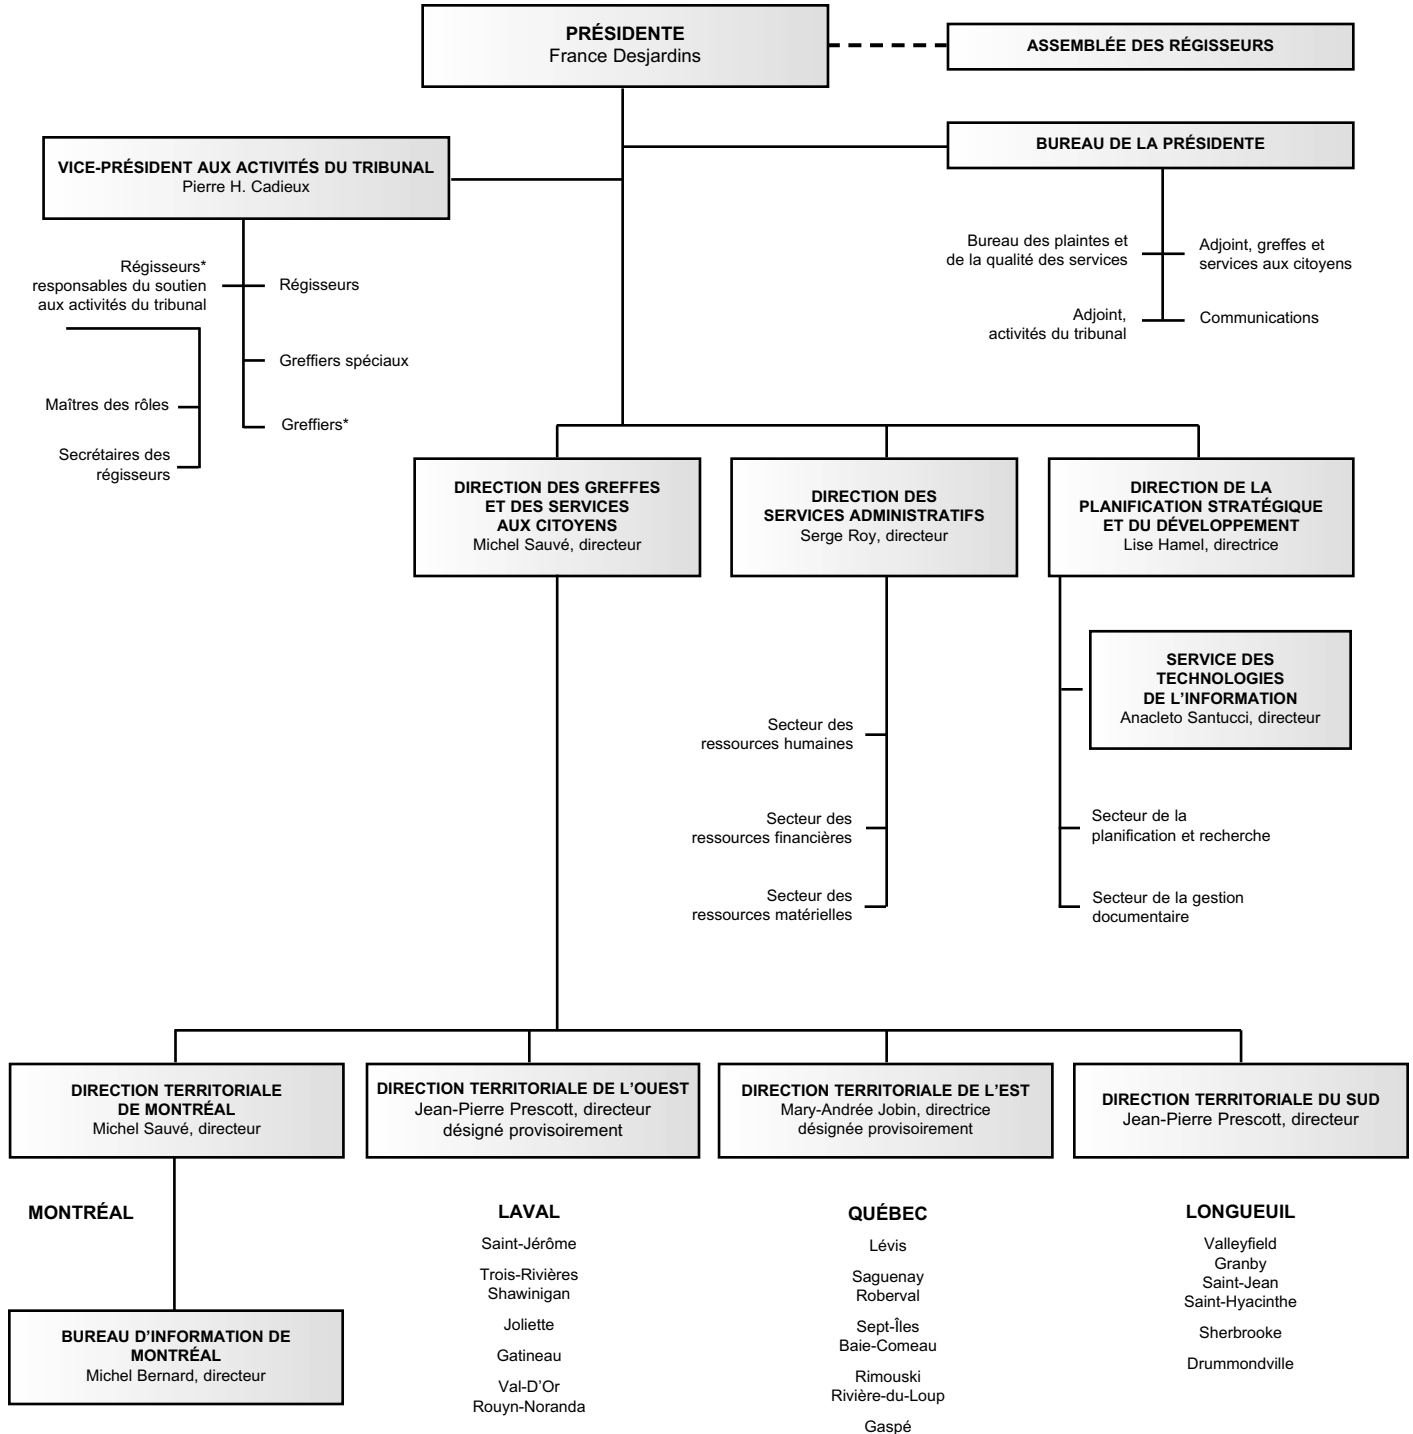 PRÉSIDENTE
France Desjardins
ASSEMBLÉE DES RÉGISSEURS
BUREAU DE LA PRÉSIDENTE
VICE-PRÉSIDENT AUX ACTIVITÉS DU TRIBUNAL
Pierre H. Cadieux
Bureau des plaintes et
de la qualité des services
Adjoint, greffes et
services aux citoyens
Adjoint,
activités du tribunal
Communications
Régisseurs*
responsables du soutien
aux activités du tribunal
Régisseurs
Greffiers spéciaux
Greffiers*
Maîtres des rôles
Secrétaires des
régisseurs
DIRECTION DES GREFFES
ET DES SERVICES
AUX CITOYENS
Michel Sauvé, directeur
DIRECTION DES
SERVICES ADMINISTRATIFS
Serge Roy, directeur
DIRECTION DE LA
PLANIFICATION STRATÉGIQUE
ET DU DÉVELOPPEMENT
Lise Hamel, directrice
SERVICE DES
TECHNOLOGIES
DE L'INFORMATION
Anacleto Santucci, directeur
Secteur des
ressources humaines
Secteur des
ressources financières
Secteur des
ressources matérielles
Secteur de la
planification et recherche
Secteur de la gestion
documentaire
DIRECTION TERRITORIALE
DE MONTRÉAL
Michel Sauvé, directeur
DIRECTION TERRITORIALE DE L'OUEST
Jean-Pierre Prescott, directeur
désigné provisoirement
DIRECTION TERRITORIALE DE L'EST
Mary-Andrée Jobin, directrice
désignée provisoirement
DIRECTION TERRITORIALE DU SUD
Jean-Pierre Prescott, directeur
MONTRÉAL
BUREAU D'INFORMATION DE
MONTRÉAL
Michel Bernard, directeur
LAVAL
Saint-Jérôme
Trois-Rivières
Shawinigan
Joliette
Gatineau
Val-D'Or
Rouyn-Noranda
QUÉBEC
Lévis
Saguenay
Roberval
Sept-Îles
Baie-Comeau
Rimouski
Rivière-du-Loup
Gaspé
LONGUEUIL
Valleyfield
Granby
Saint-Jean
Saint-Hyacinthe
Sherbrooke
Drummondville